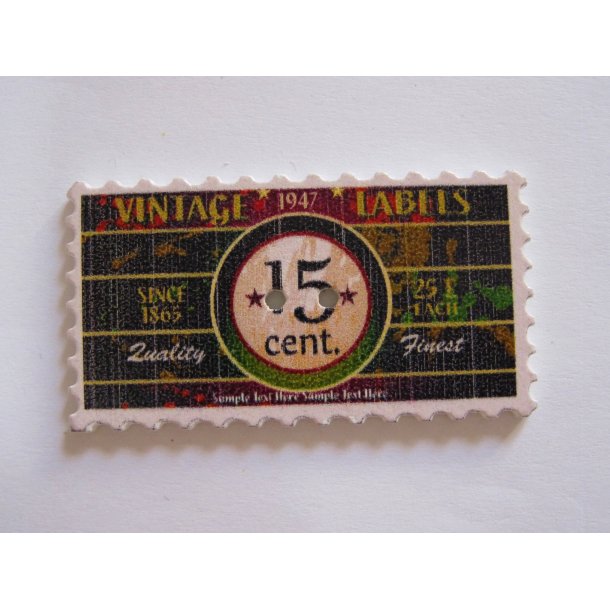 VINTAGE 1947 LABELS
15
cent.
SINCE
1865
25 £
EACH
Quality
Finest
Sample Text Here Sample Text Here